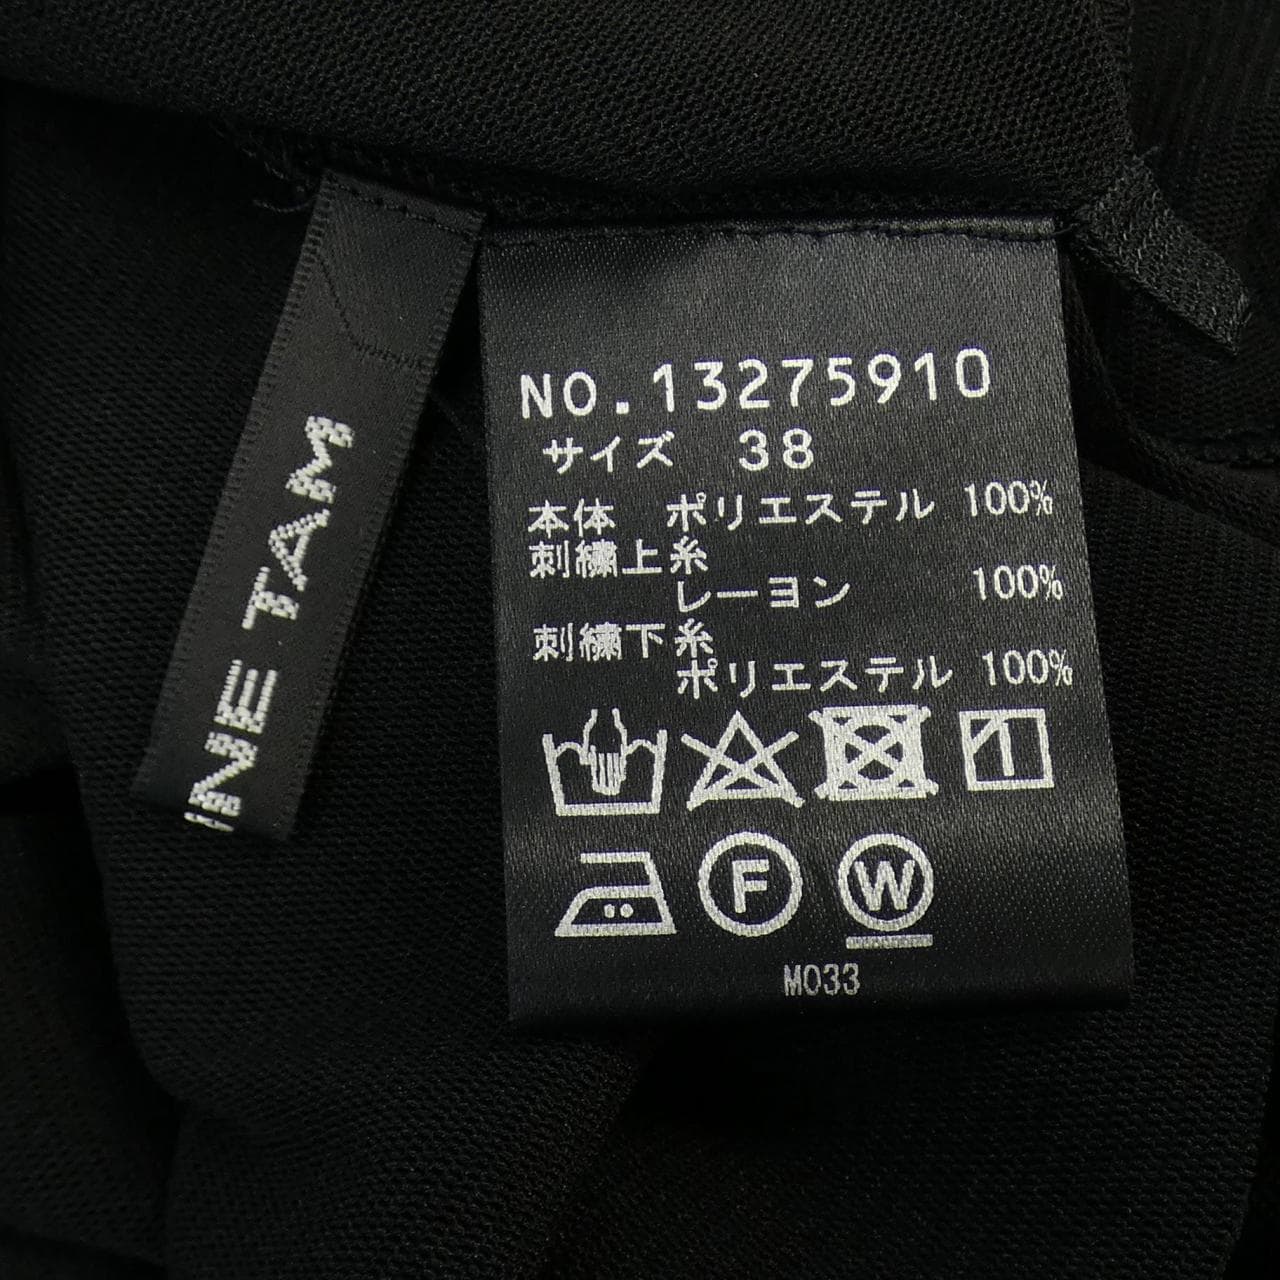 NE TAM
NO.13275910
サイズ 38
本体 ポリエステル 100%
刺繍上糸
レーヨン 100%
刺繍下糸
ポリエステル 100%
1
F W
M033